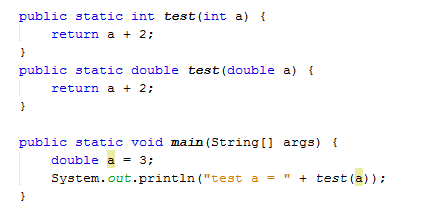 public static int test(int a) {
    return a + 2;
}
public static double test(double a) {
    return a + 2;
}

public static void main(String[] args) {
    double a = 3;
    System.out.println("test a = " + test(a));
}